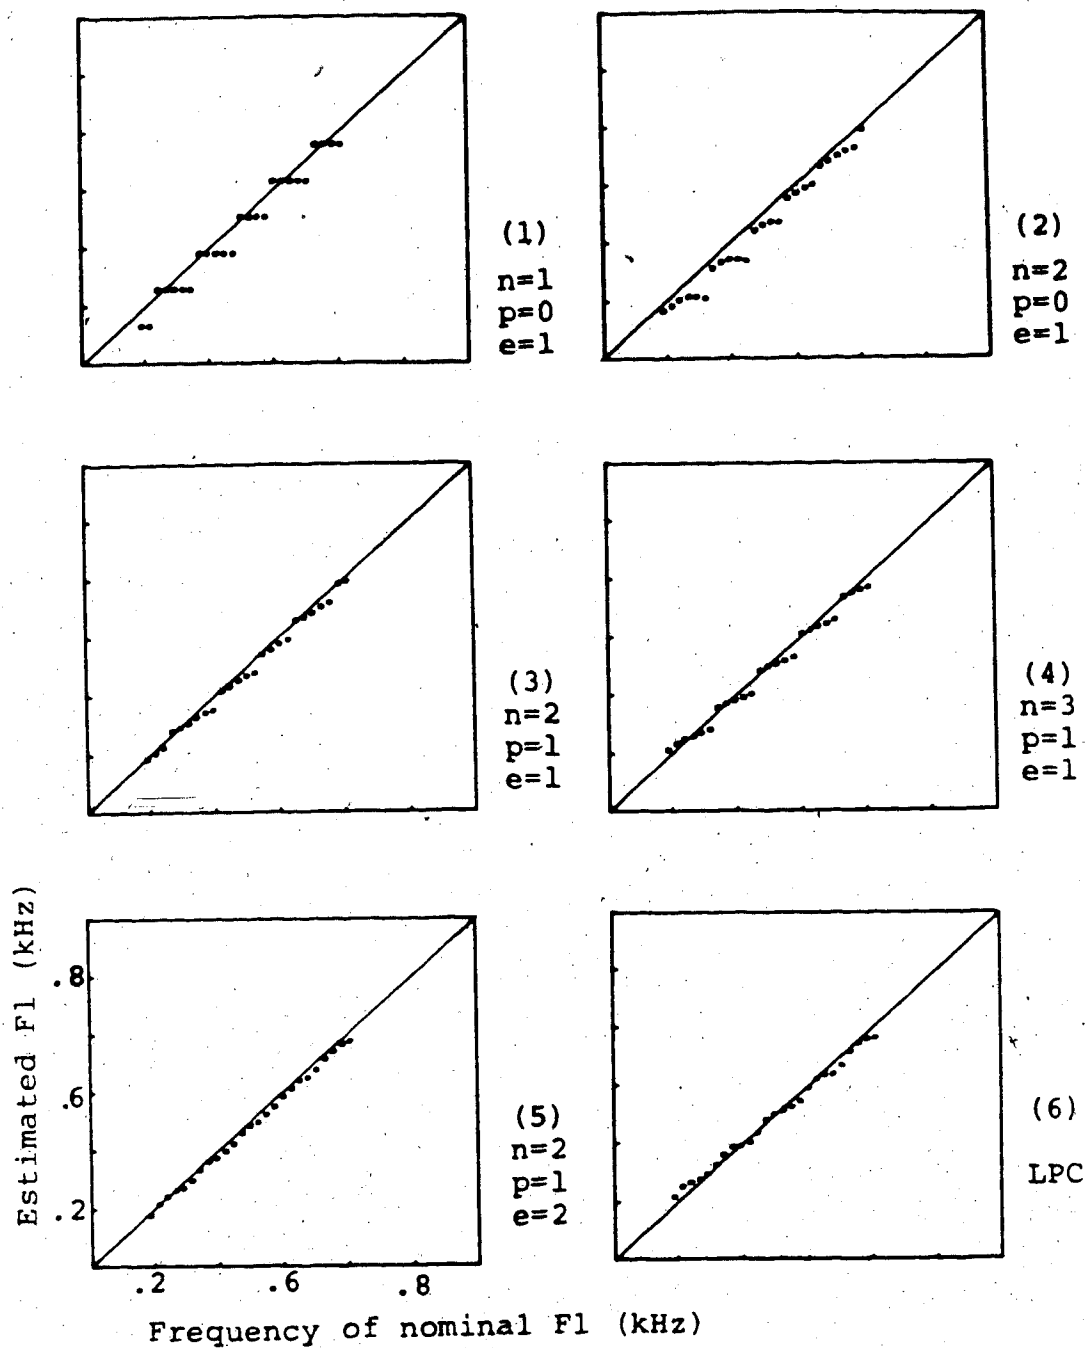 (1)
n=1
p=0
e=1
(2)
n=2
p=0
e=1
(3)
n=2
p=1
e=1
(4)
n=3
p=1
e=1
Estimated F1 (kHz)
.8
.6
.2
.2
.6
.8
(5)
n=2
p=1
e=2
(6)
LPC
Frequency of nominal F1 (kHz)